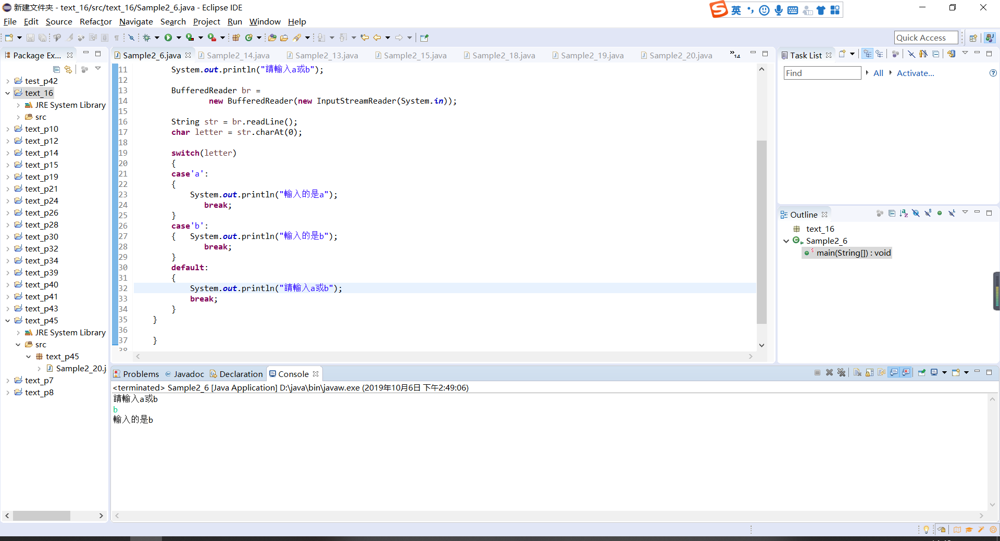 新建文件夹 - text_16/src/text_16/Sample2_6.java - Eclipse IDE
英
File Edit Source Refactor Navigate Search Project Run Window Help
Quick Access
Package Ex...
test_p42
text_16
JRE System Library
src
text_p10
text_p12
text_p14
text_p15
text_p19
text_p21
text_p24
text_p26
text_p28
text_p30
text_p32
text_p34
text_p39
text_p40
text_p41
text_p43
text_p45
JRE System Library
src
text_p45
Sample2_20.j
text_p7
text_p8
Sample2_6.java Sample2_14.java Sample2_13.java Sample2_15.java Sample2_18.java Sample2_19.java Sample2_20.java »14
11 System.out.println("請輸入a或b");
12
13 BufferedReader br =
14 new BufferedReader(new InputStreamReader(System.in));
15
16 String str = br.readLine();
17 char letter = str.charAt(0);
18
19 switch(letter)
20 {
21 case'a':
22 {
23 System.out.println("輸入的是a");
24 break;
25 }
26 case'b':
27 { System.out.println("輸入的是b");
28 break;
29 }
30 default:
31 {
32 System.out.println("請輸入a或b");
33 break;
34 }
35 }
36
37 }
38
Task List
Find All Activate...
Outline
text_16
Sample2_6
main(String[]) : void
Problems @ Javadoc Declaration Console
<terminated> Sample2_6 [Java Application] D:\java\bin\javaw.exe (2019年10月6日 下午2:49:06)
請輸入a或b
b
輸入的是b